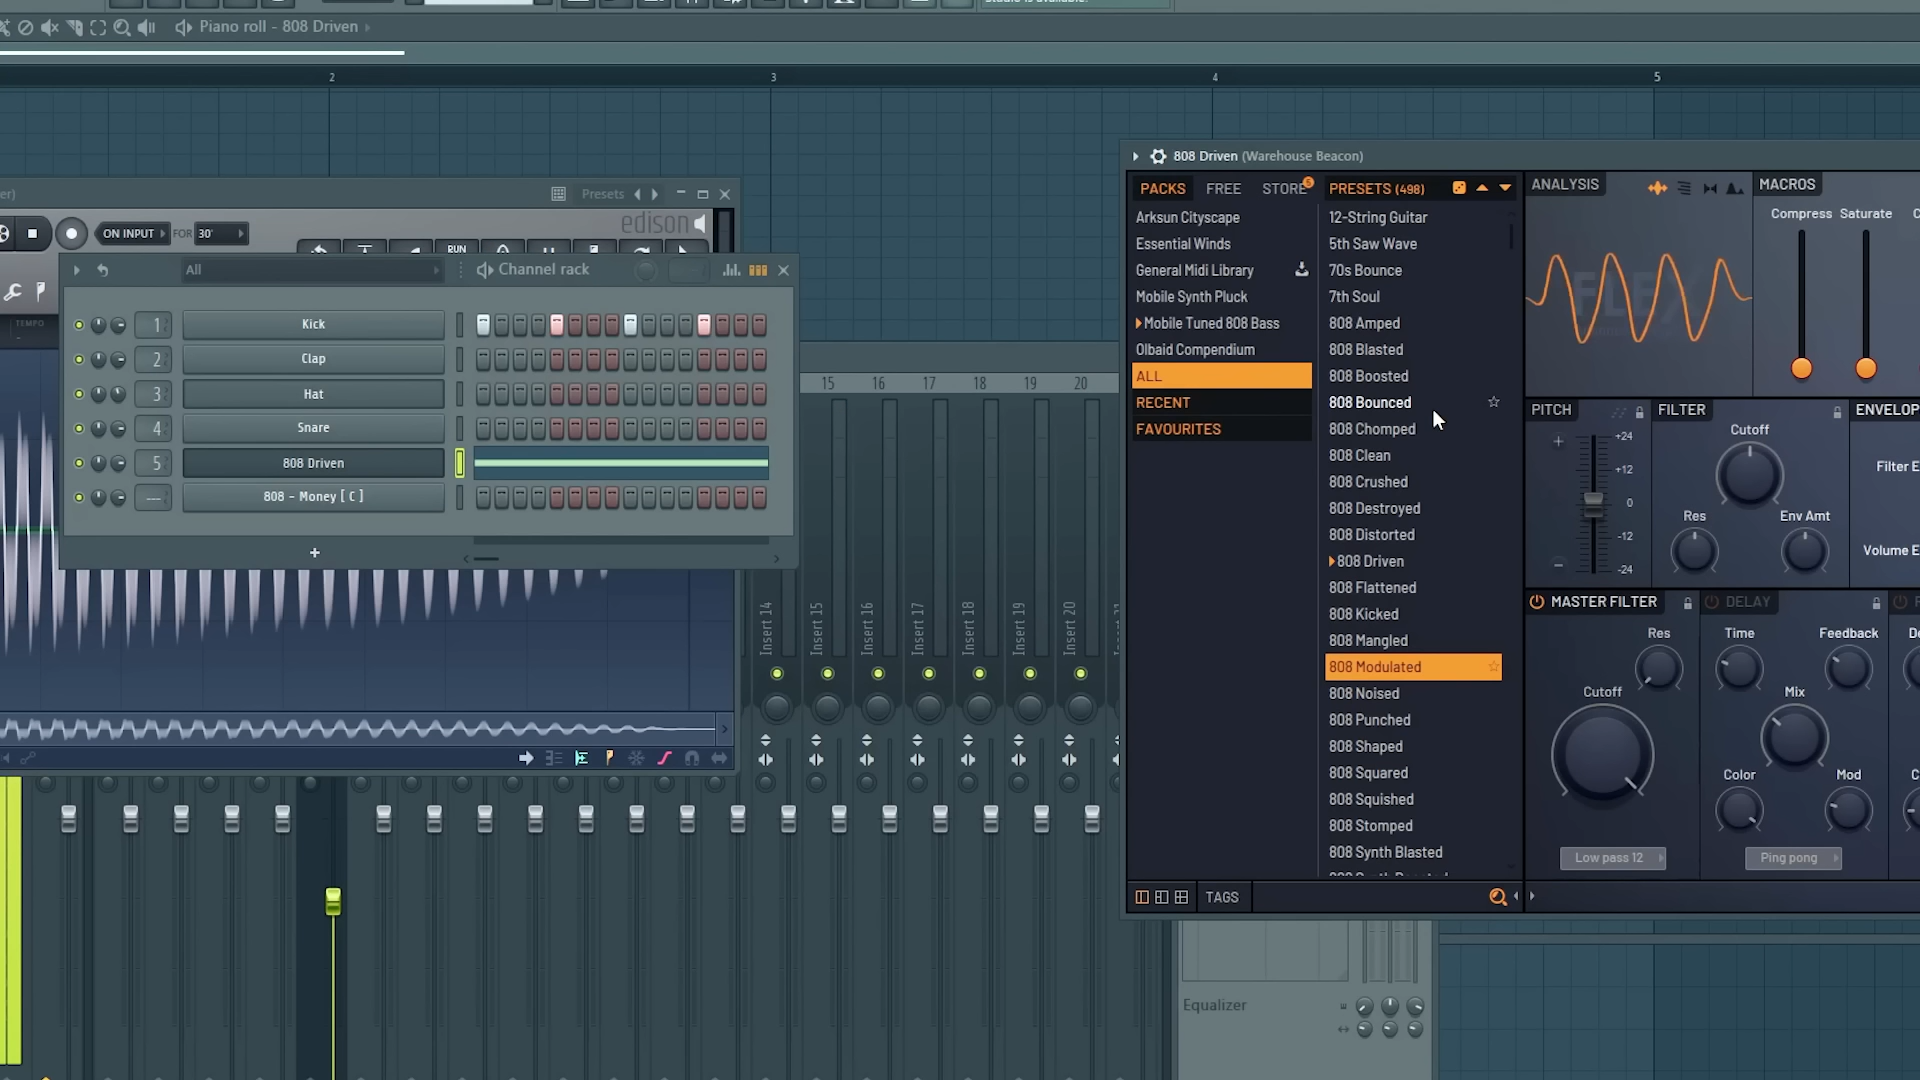 Studio is available.
Piano roll - 808 Driven
2 3 4 5
er)
Presets
edison
ON INPUT FOR 30'
RUN
TEMPO
All
Channel rack
1 Kick
2 Clap
3 Hat
4 Snare
5 808 Driven
--- 808 - Money [ C ]
+
15 16 17 18 19 20
Insert 14
Insert 15
Insert 16
Insert 17
Insert 18
Insert 19
Insert 20
808 Driven (Warehouse Beacon)
PACKS FREE STORE 5
Arksun Cityscape
Essential Winds
General Midi Library
Mobile Synth Pluck
Mobile Tuned 808 Bass
Olbaid Compendium
ALL
RECENT
FAVOURITES
PRESETS (498)
12-String Guitar
5th Saw Wave
70s Bounce
7th Soul
808 Amped
808 Blasted
808 Boosted
808 Bounced
808 Chomped
808 Clean
808 Crushed
808 Destroyed
808 Distorted
808 Driven
808 Flattened
808 Kicked
808 Mangled
808 Modulated
808 Noised
808 Punched
808 Shaped
808 Squared
808 Squished
808 Stomped
808 Synth Blasted
TAGS
ANALYSIS
FLEX
MACROS
Compress Saturate C
PITCH
+24
+12
0
-12
-24
FILTER
Cutoff
Res
Env Amt
ENVELOP
Filter E
Volume E
MASTER FILTER
Res
Cutoff
Low pass 12
DELAY
Time
Feedback
Mix
Color
Mod
Ping pong
De
C
Equalizer